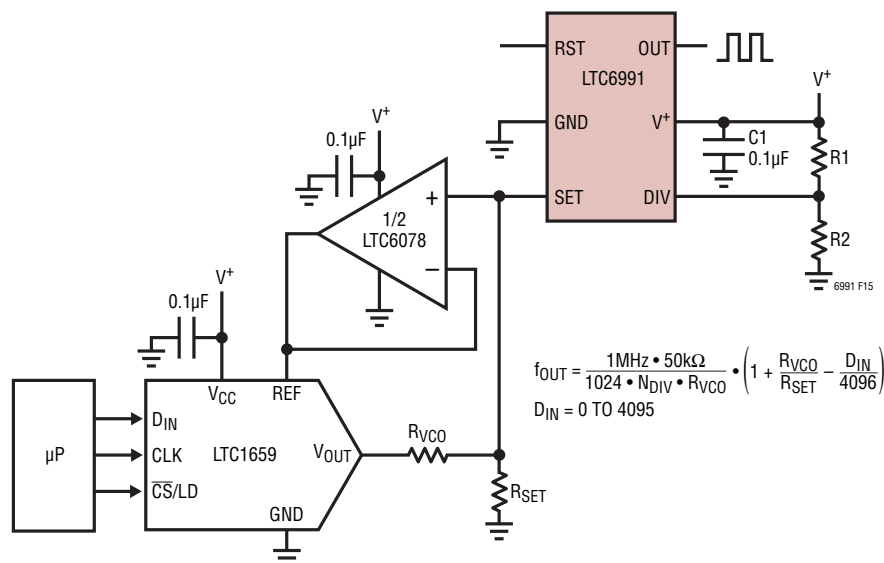 RST
OUT
LTC6991
GND
V+
SET
DIV
V+
C1
0.1µF
R1
R2
6991 F15
V+
0.1µF
+
1/2
LTC6078
−
V+
0.1µF
VCC
REF
µP
DIN
CLK
CS/LD
LTC1659
VOUT
GND
RVCO
RSET
fOUT = 1MHz • 50kΩ / 1024 • NDIV • RVCO • (1 + RVCO / RSET − DIN / 4096)
DIN = 0 TO 4095